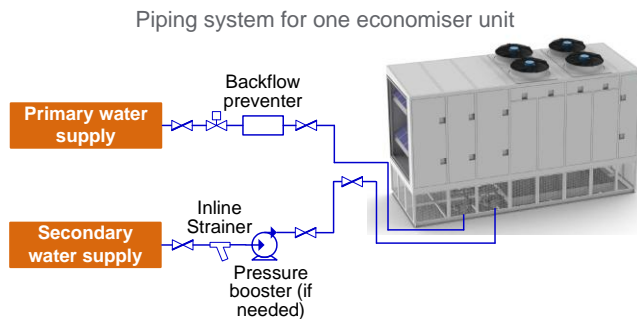 Piping system for one economiser unit
Backflow
preventer
Primary water
supply
Inline
Strainer
Secondary
water supply
Pressure
booster (if
needed)